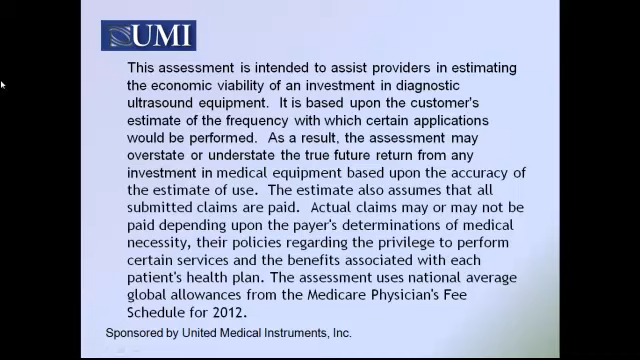 UMI
This assessment is intended to assist providers in estimating
the economic viability of an investment in diagnostic
ultrasound equipment. It is based upon the customer's
estimate of the frequency with which certain applications
would be performed. As a result, the assessment may
overstate or understate the true future return from any
investment in medical equipment based upon the accuracy of
the estimate of use. The estimate also assumes that all
submitted claims are paid. Actual claims may or may not be
paid depending upon the payer's determinations of medical
necessity, their policies regarding the privilege to perform
certain services and the benefits associated with each
patient's health plan. The assessment uses national average
global allowances from the Medicare Physician's Fee
Schedule for 2012.
Sponsored by United Medical Instruments, Inc.